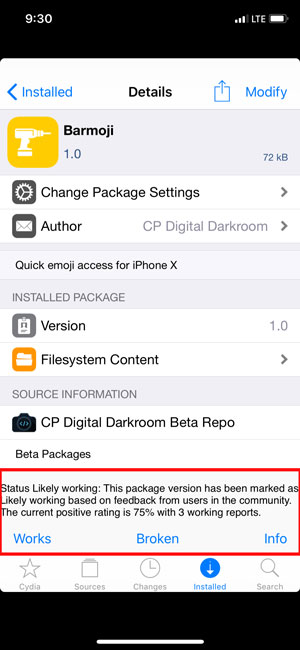 9:30 LTE
Installed Details Modify
Barmoji
1.0 72 kB
Change Package Settings
Author CP Digital Darkroom
Quick emoji access for iPhone X
INSTALLED PACKAGE
Version 1.0
Filesystem Content
SOURCE INFORMATION
CP Digital Darkroom Beta Repo
Beta Packages
Status Likely working: This package version has been marked as
Likely working based on feedback from users in the community.
The current positive rating is 75% with 3 working reports.
Works Broken Info
Cydia Sources Changes Installed Search